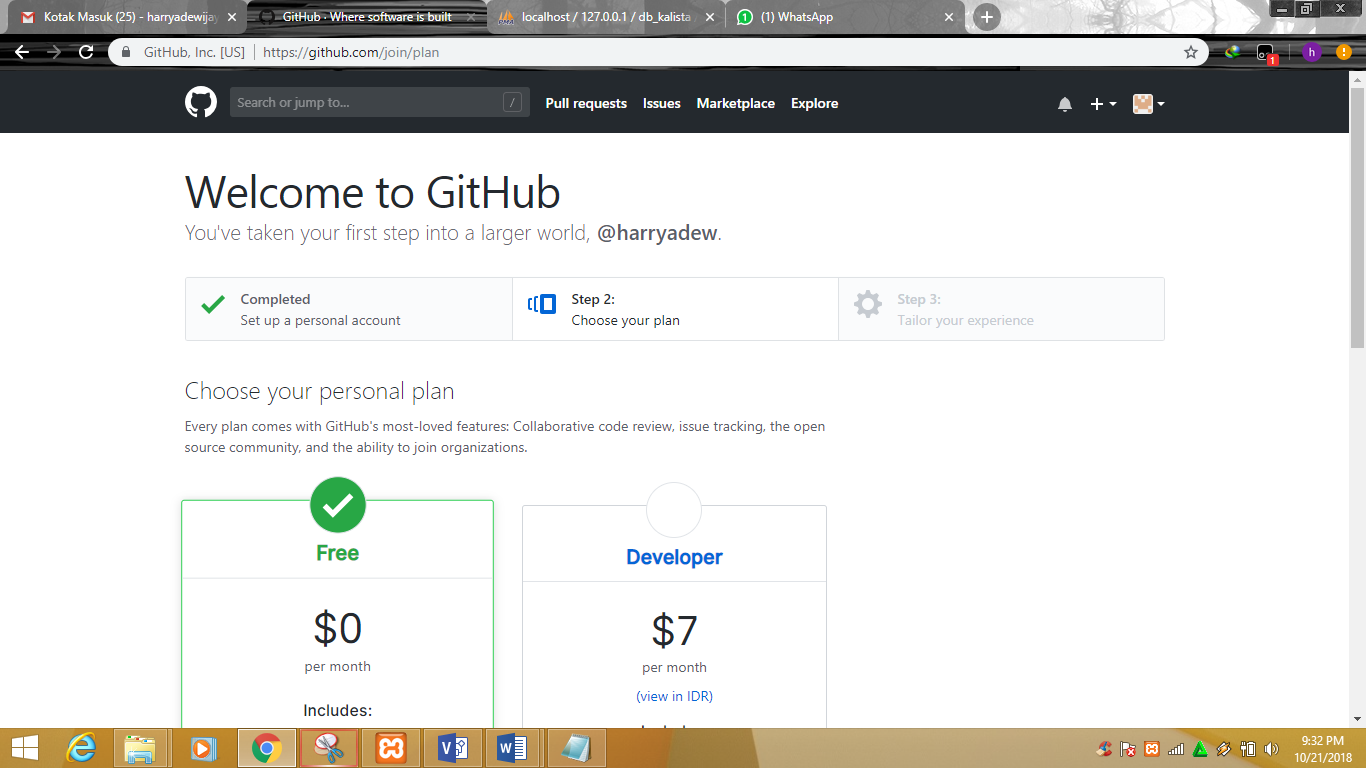 Kotak Masuk (25) - harryadewijay
GitHub · Where software is built
localhost / 127.0.0.1 / db_kalista
(1) WhatsApp
GitHub, Inc. [US] | https://github.com/join/plan
h
1
Search or jump to... /
Pull requests Issues Marketplace Explore
Welcome to GitHub
You've taken your first step into a larger world, @harryadew.
Completed
Set up a personal account
Step 2:
Choose your plan
Step 3:
Tailor your experience
Choose your personal plan
Every plan comes with GitHub's most-loved features: Collaborative code review, issue tracking, the open
source community, and the ability to join organizations.
Free
$0
per month
Includes:
Developer
$7
per month
(view in IDR)
9:32 PM
10/21/2018